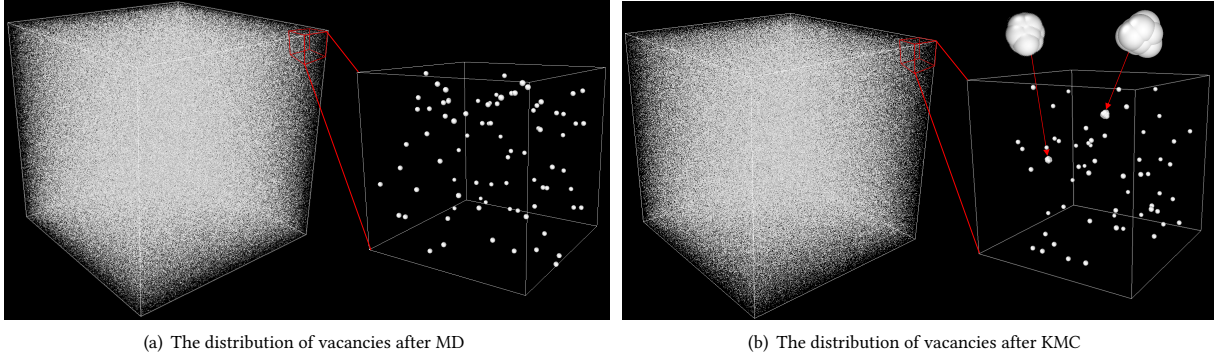 (a) The distribution of vacancies after MD
(b) The distribution of vacancies after KMC